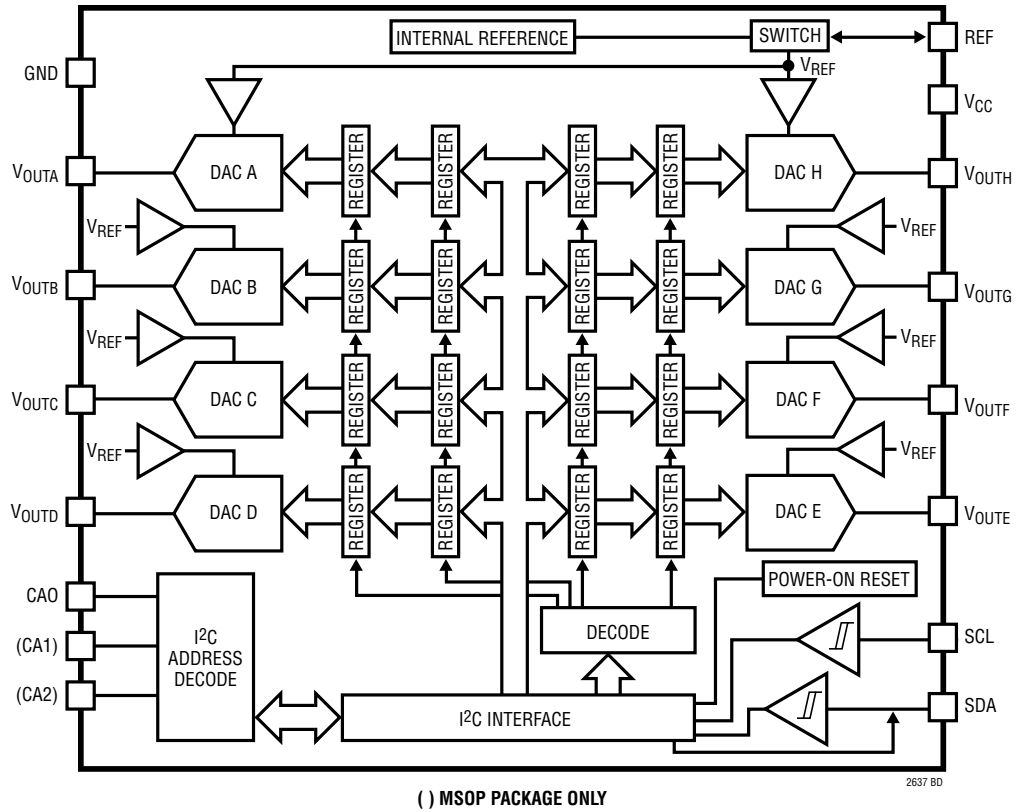 INTERNAL REFERENCE
SWITCH
REF
GND
VREF
VCC
REGISTER
REGISTER
REGISTER
REGISTER
VOUTA
DAC A
DAC H
VOUTH
VREF
VREF
REGISTER
REGISTER
REGISTER
REGISTER
VOUTB
DAC B
DAC G
VOUTG
VREF
VREF
REGISTER
REGISTER
REGISTER
REGISTER
VOUTC
DAC C
DAC F
VOUTF
VREF
VREF
REGISTER
REGISTER
REGISTER
REGISTER
VOUTD
DAC D
DAC E
VOUTE
POWER-ON RESET
CAO
(CA1)
(CA2)
I²C
ADDRESS
DECODE
DECODE
SCL
I²C INTERFACE
SDA
2637 BD
( ) MSOP PACKAGE ONLY